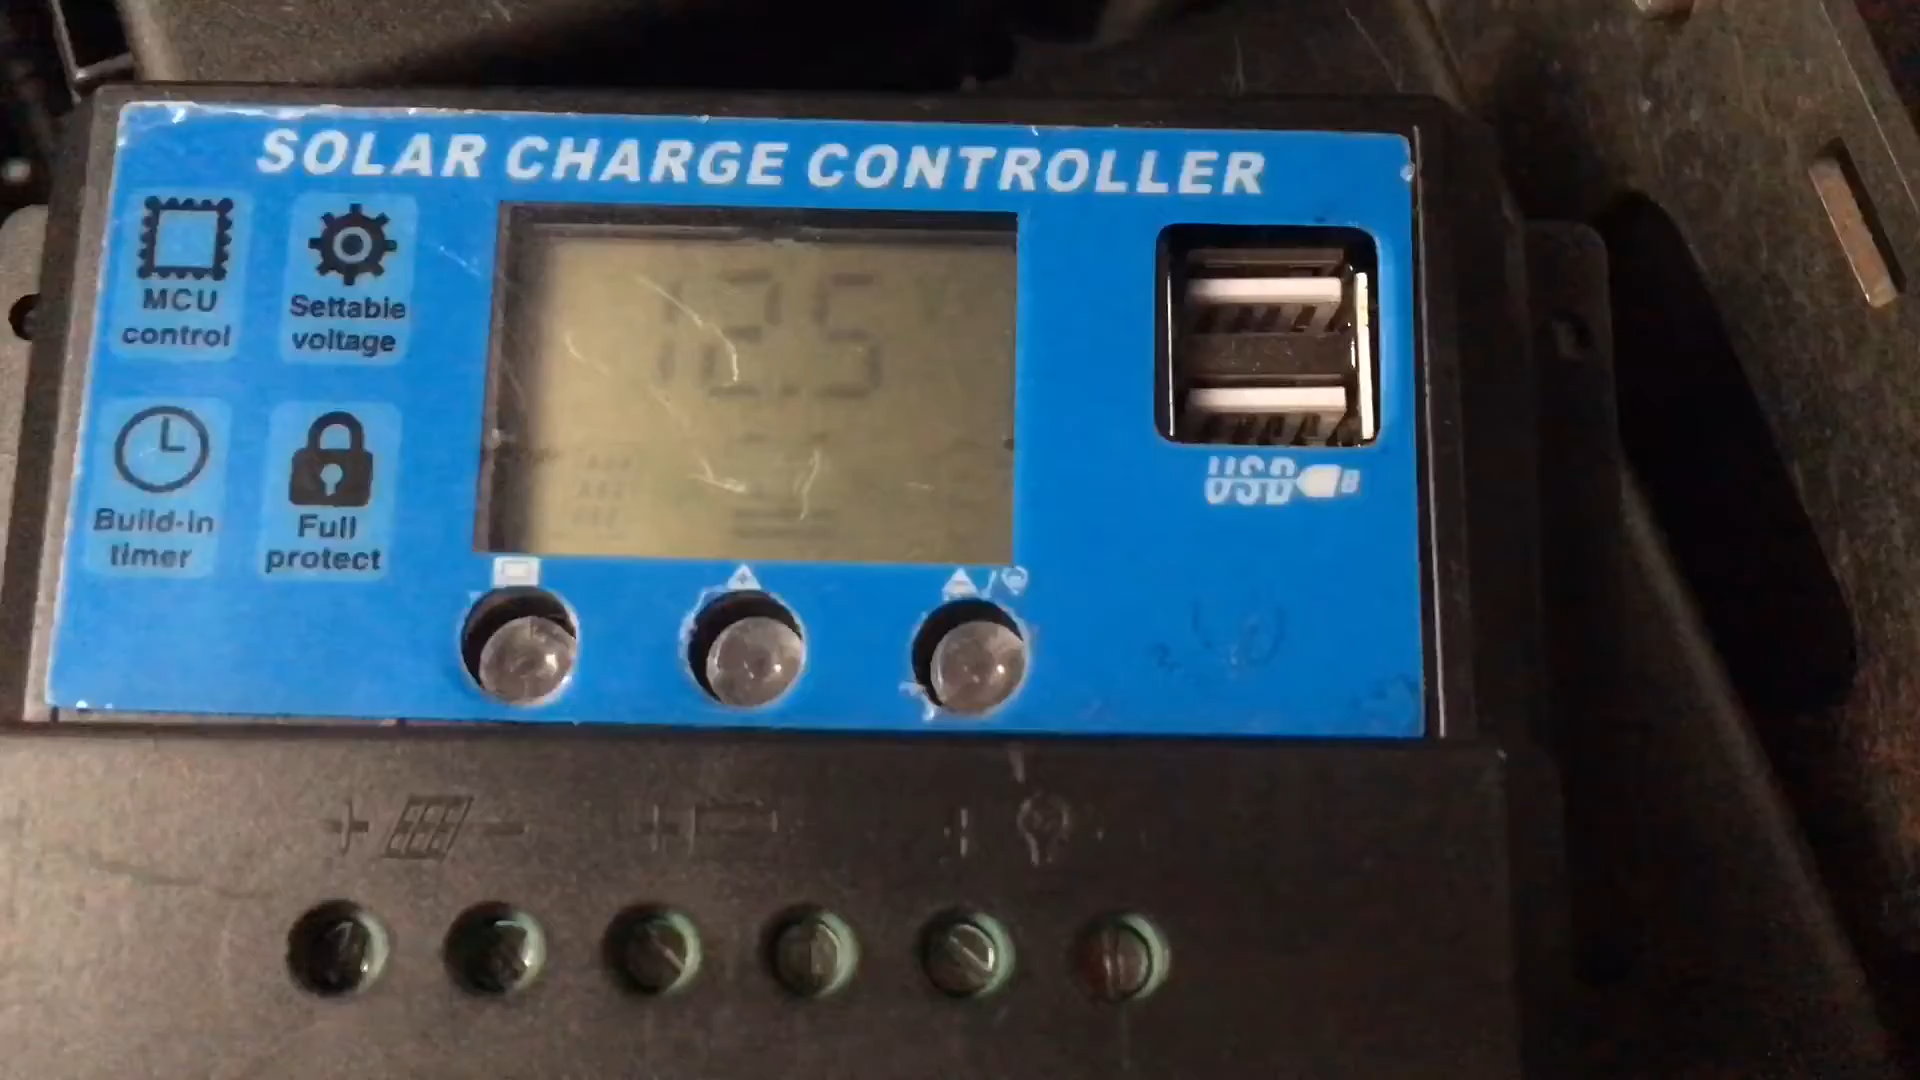 SOLAR CHARGE CONTROLLER
MCU
control
Settable
voltage
12.5
Build-in
timer
Full
protect
USB